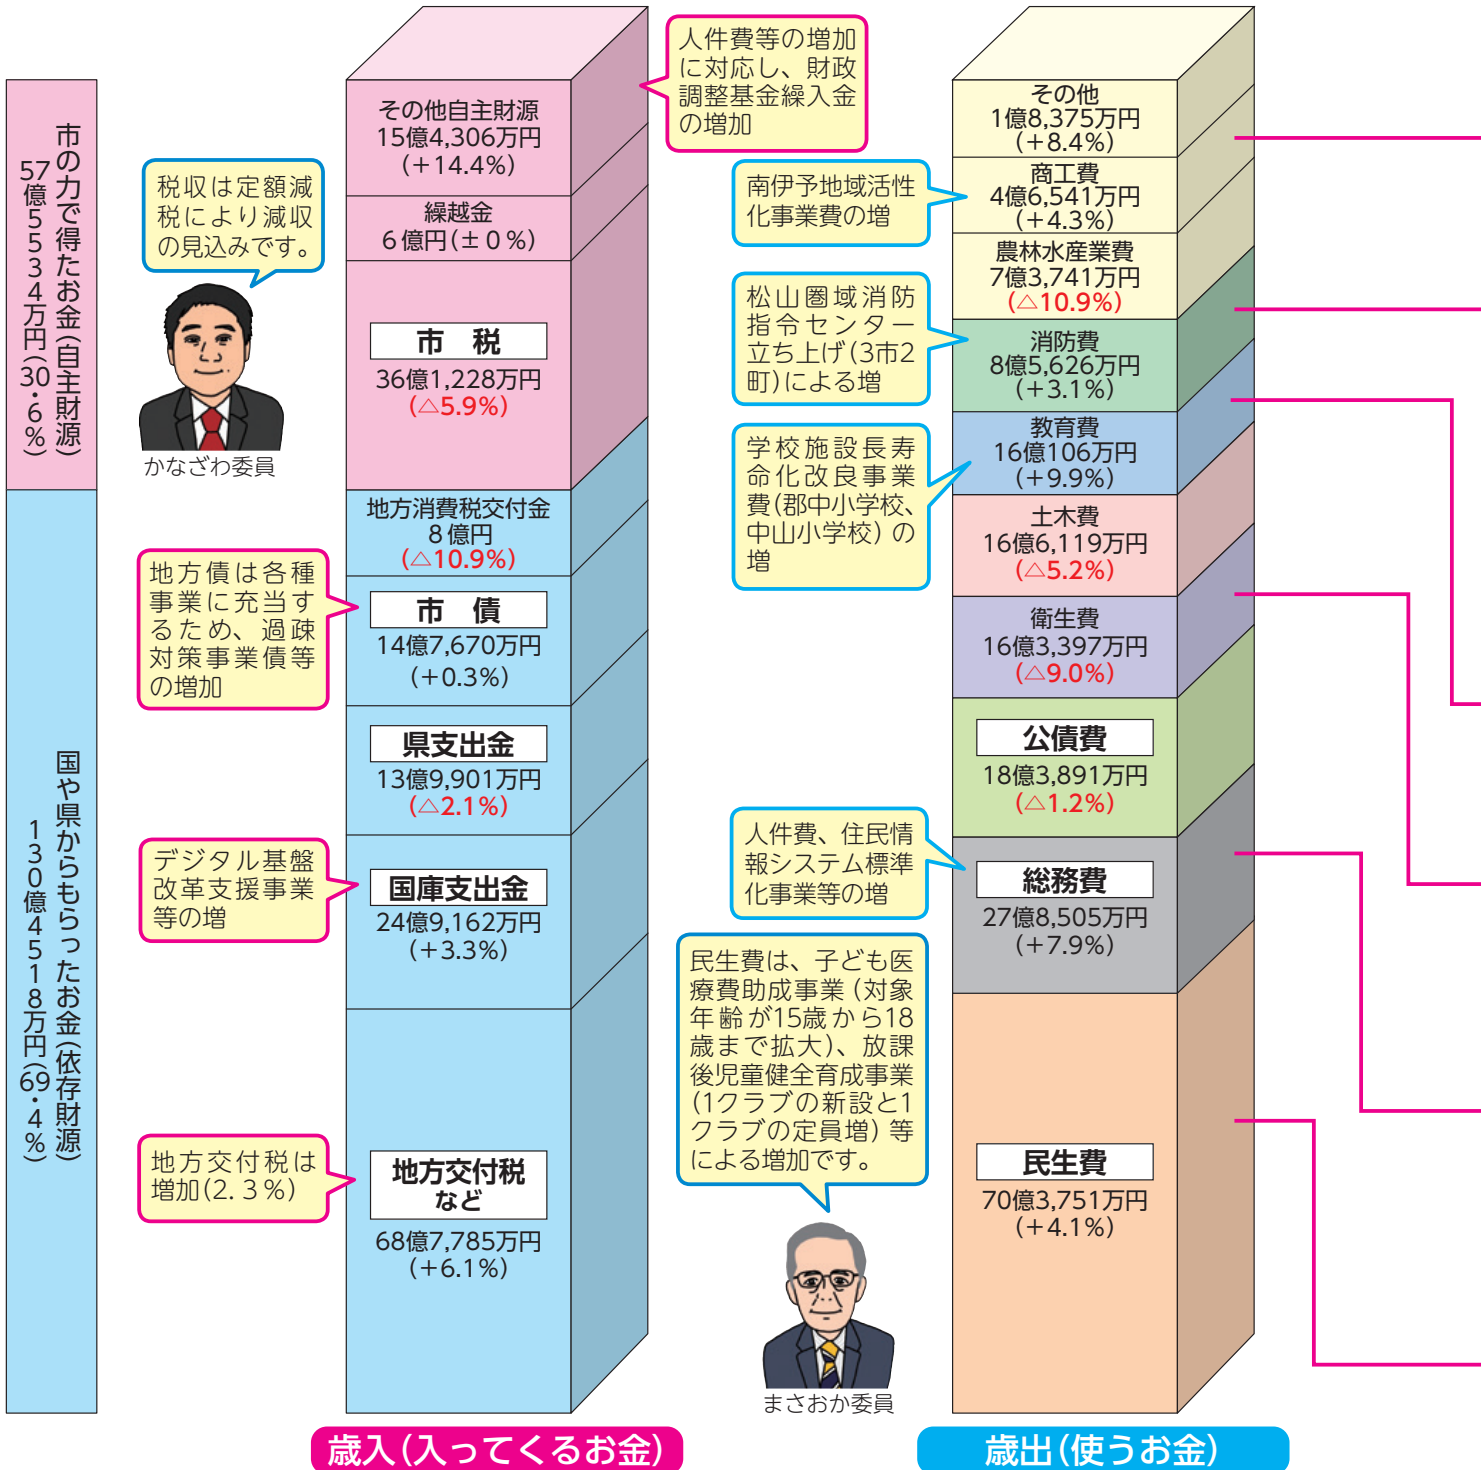 市の力で得たお金(自主財源)
57億5534万円(30・6%)
国や県からもらったお金(依存財源)
130億4518万円(69・4%)
税収は定額減
税により減収
の見込みです。
かなざわ委員
地方債は各種
事業に充当す
るため、過疎
対策事業債等
の増加
デジタル基盤
改革支援事業
等の増
地方交付税は
増加(2.3%)
その他自主財源
15億4,306万円
(+14.4%)
繰越金
6億円(±0%)
市 税
36億1,228万円
(△5.9%)
地方消費税交付金
8億円
(△10.9%)
市 債
14億7,670万円
(+0.3%)
県支出金
13億9,901万円
(△2.1%)
国庫支出金
24億9,162万円
(+3.3%)
地方交付税
など
68億7,785万円
(+6.1%)
歳入(入ってくるお金)
人件費等の増加
に対応し、財政
調整基金繰入金
の増加
南伊予地域活性
化事業費の増
松山圏域消防
指令センター
立ち上げ(3市2
町)による増
学校施設長寿
命化改良事業
費(郡中小学校、
中山小学校)の
増
人件費、住民情
報システム標準
化事業等の増
民生費は、子ども医
療費助成事業(対象
年齢が15歳から18
歳まで拡大)、放課
後児童健全育成事業
(1クラブの新設と1
クラブの定員増)等
による増加です。
まさおか委員
その他
1億8,375万円
(+8.4%)
商工費
4億6,541万円
(+4.3%)
農林水産業費
7億3,741万円
(△10.9%)
消防費
8億5,626万円
(+3.1%)
教育費
16億106万円
(+9.9%)
土木費
16億6,119万円
(△5.2%)
衛生費
16億3,397万円
(△9.0%)
公債費
18億3,891万円
(△1.2%)
総務費
27億8,505万円
(+7.9%)
民生費
70億3,751万円
(+4.1%)
歳出(使うお金)